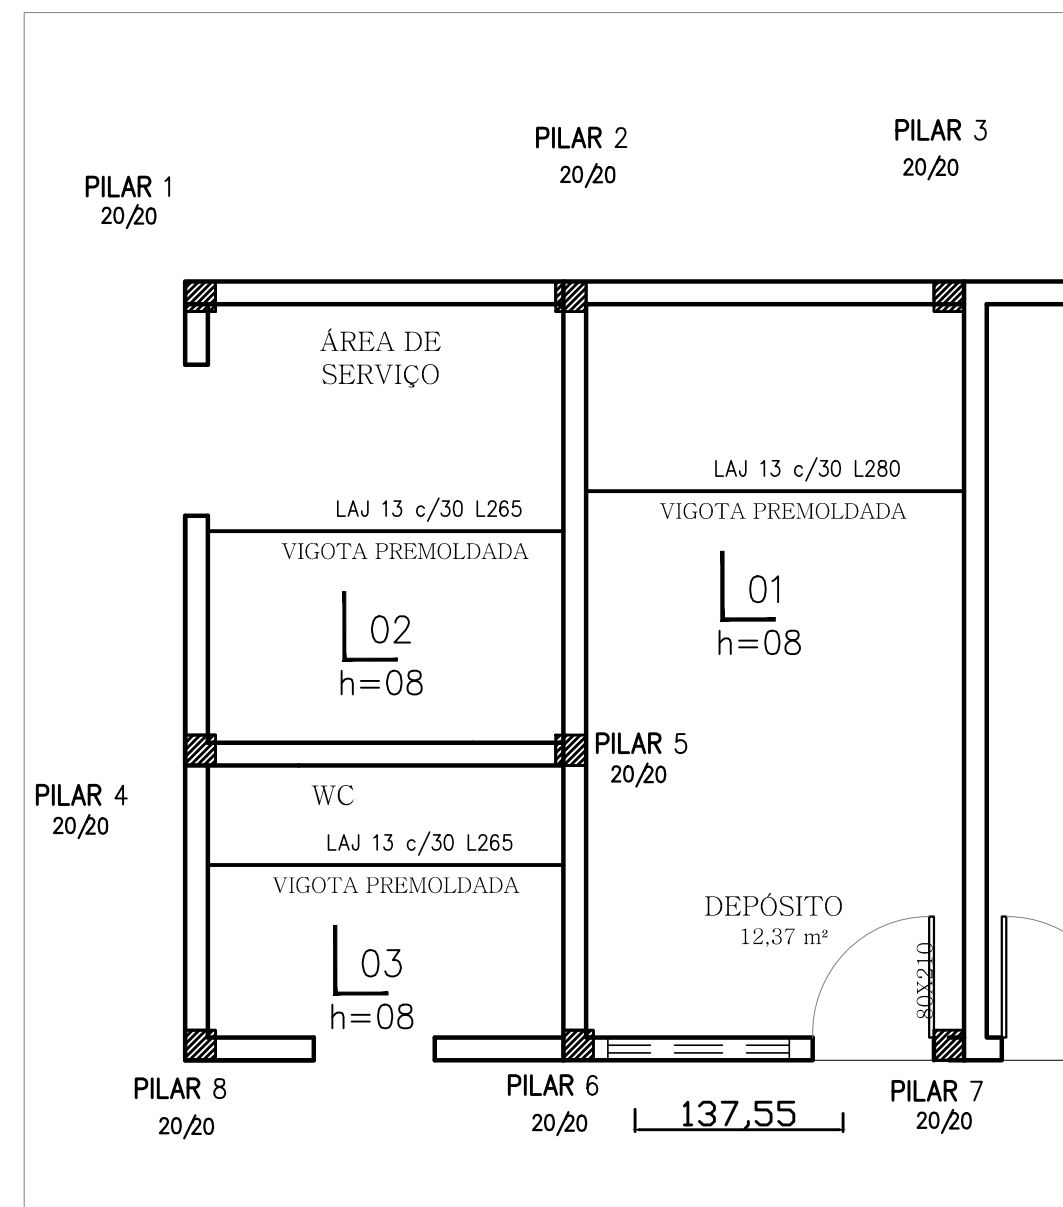 PILAR 2
20/20
PILAR 3
20/20
PILAR 1
20/20
ÁREA DE
SERVIÇO
LAJ 13 c/30 L280
VIGOTA PREMOLDADA
LAJ 13 c/30 L265
VIGOTA PREMOLDADA
01
h=08
02
h=08
PILAR 5
20/20
PILAR 4
20/20
WC
LAJ 13 c/30 L265
VIGOTA PREMOLDADA
DEPÓSITO
12,37 m²
80X210
03
h=08
PILAR 8
20/20
PILAR 6
20/20
137,55
PILAR 7
20/20